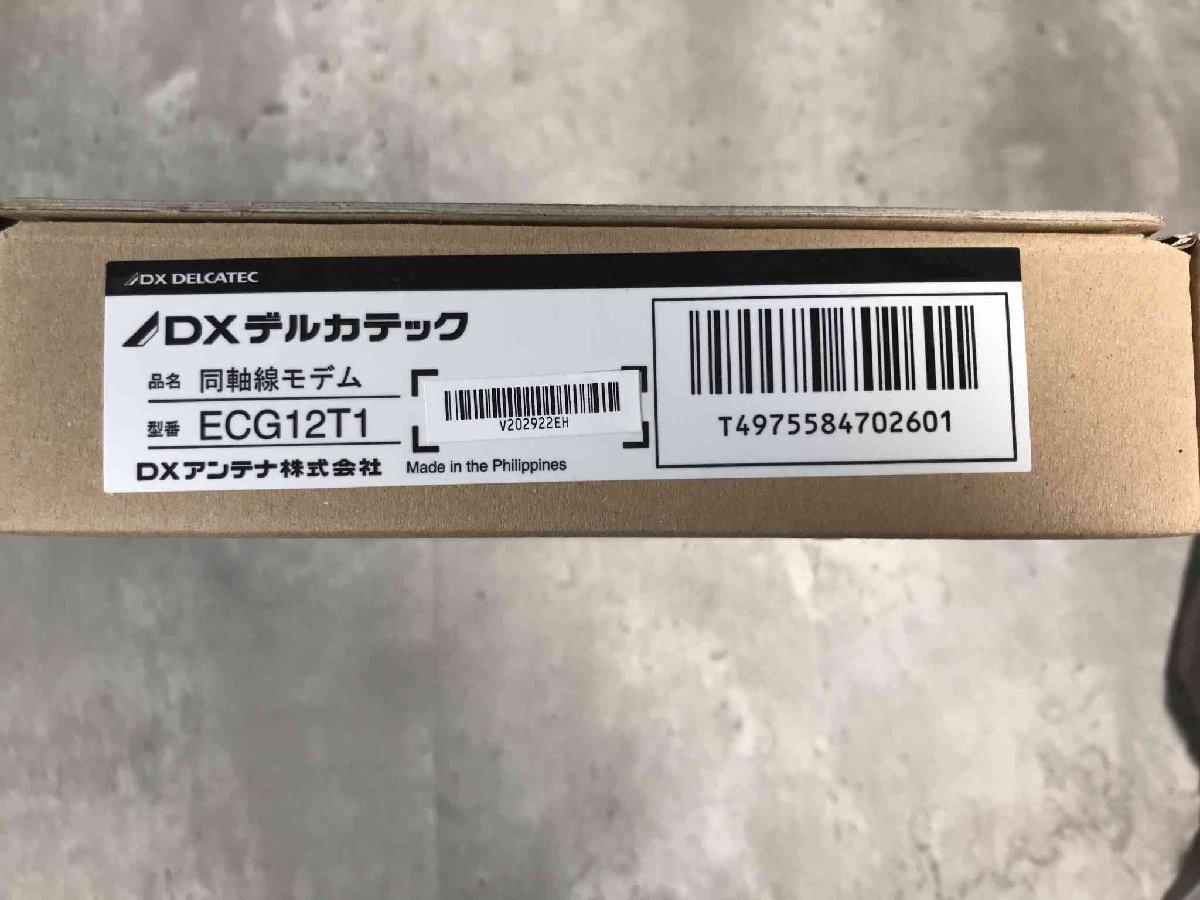 DX DELCATEC
DXデルカテック
品名 同軸線モデム
型番 ECG12T1
DXアンテナ株式会社
V202922EH
Made in the Philippines
T4975584702601